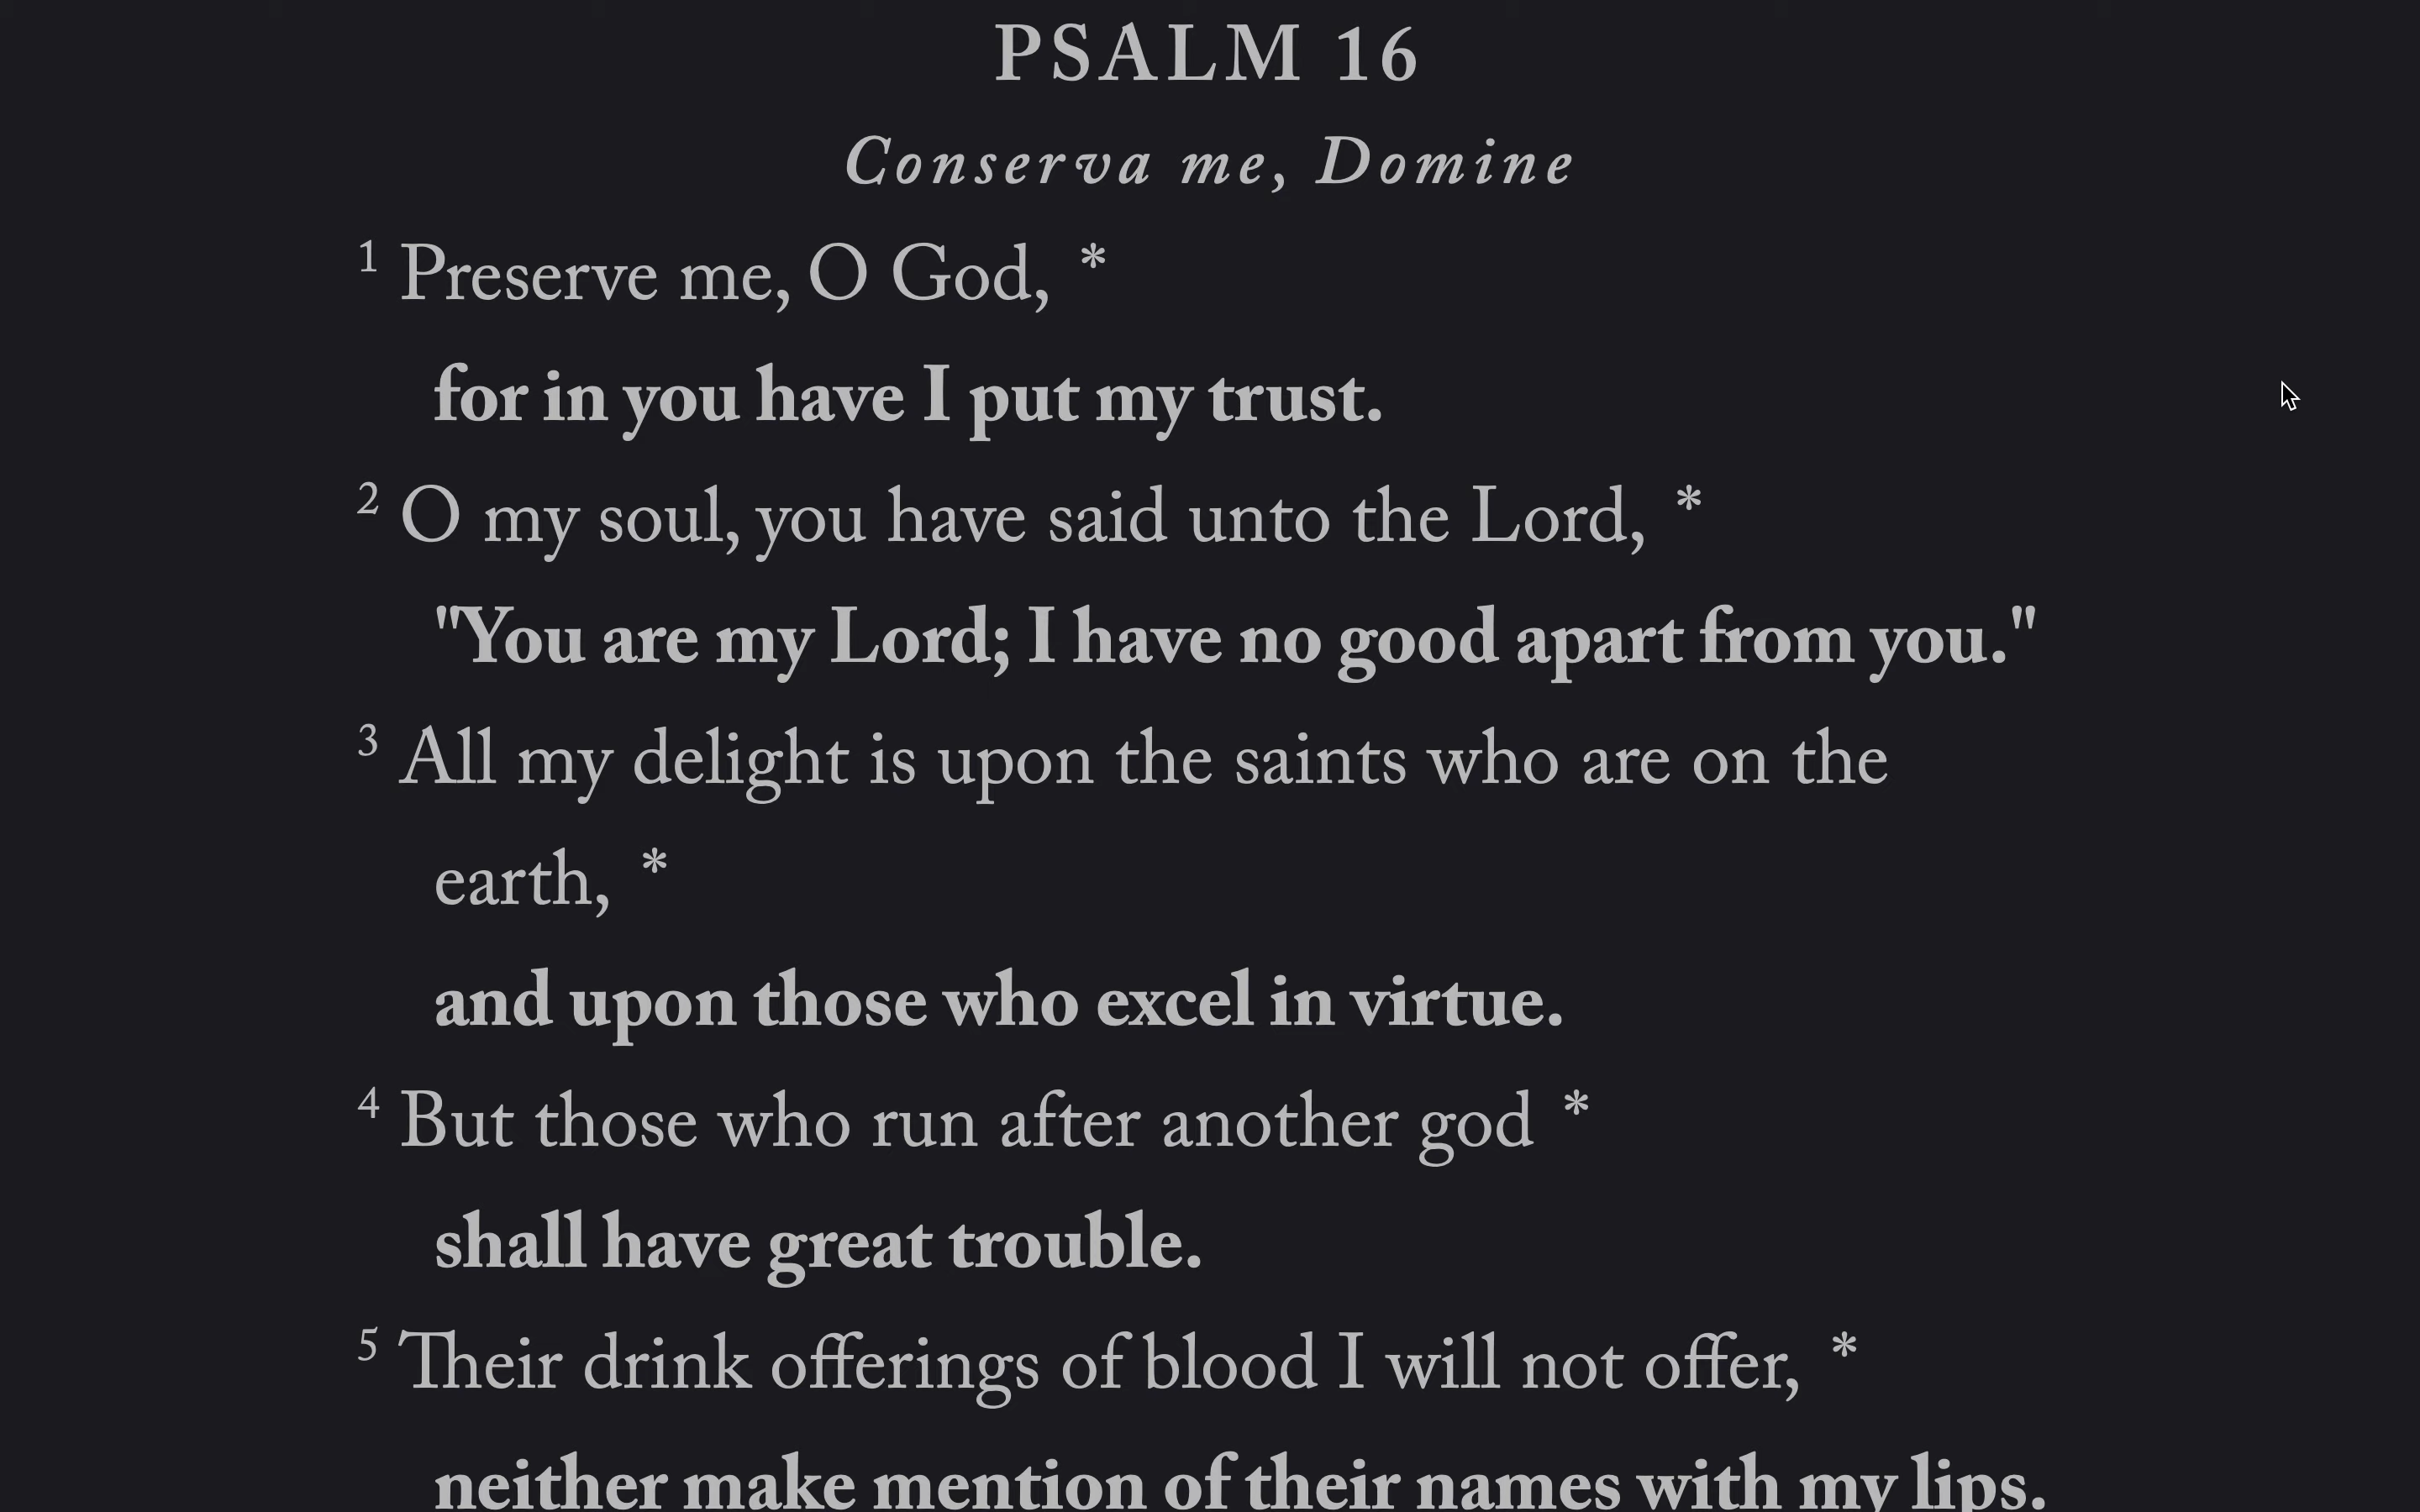 PSALM 16
Conserva me, Domine
1 Preserve me, O God, *
for in you have I put my trust.
2 O my soul, you have said unto the Lord, *
"You are my Lord; I have no good apart from you."
3 All my delight is upon the saints who are on the
earth, *
and upon those who excel in virtue.
4 But those who run after another god *
shall have great trouble.
5 Their drink offerings of blood I will not offer, *
neither make mention of their names with my lips.